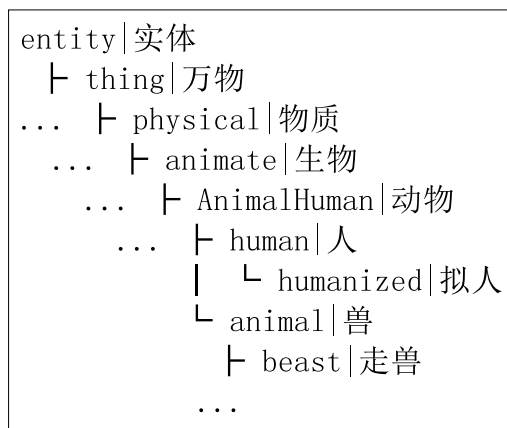 entity|实体
├ thing|万物
... ├ physical|物质
... ├ animate|生物
... ├ AnimalHuman|动物
... ├ human|人
| └ humanized|拟人
└ animal|兽
├ beast|走兽
...